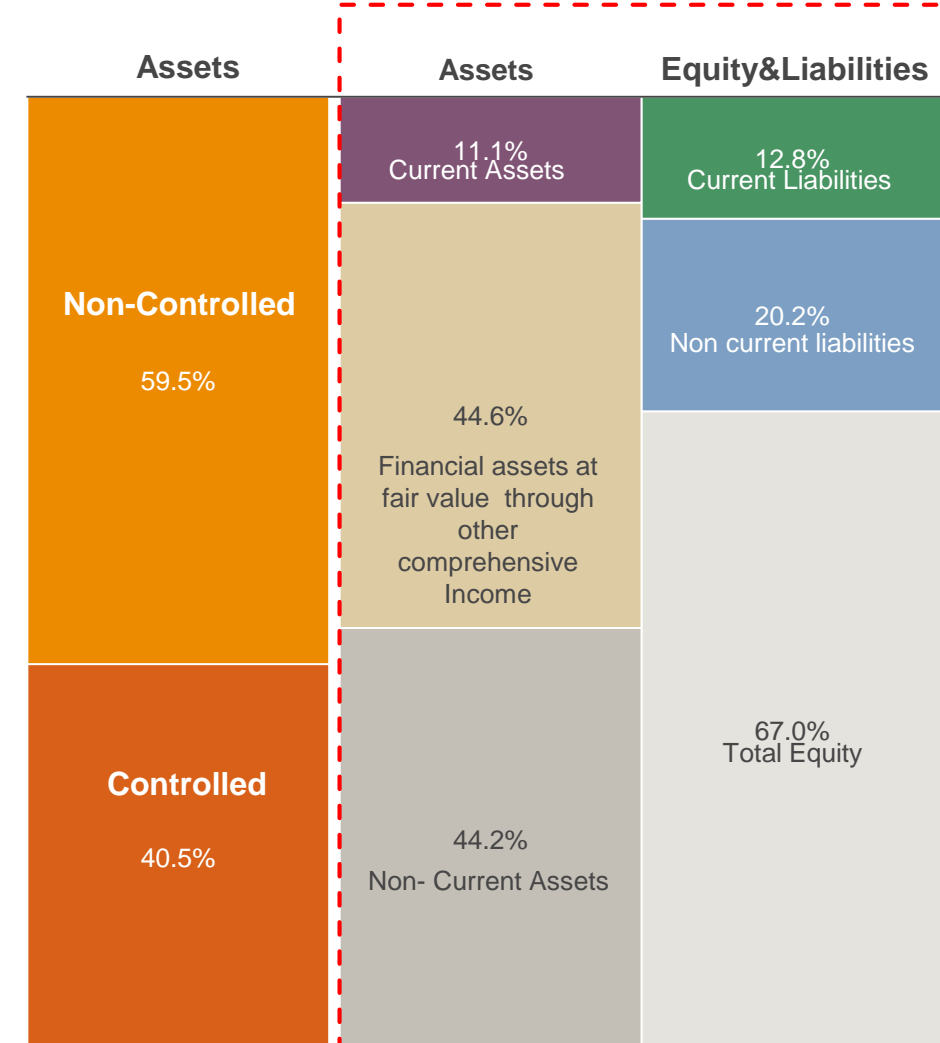 Assets
Non-Controlled
59.5%
Controlled
40.5%
Assets
11.1%
Current Assets
44.6%
Financial assets at
fair value through
other
comprehensive
Income
44.2%
Non- Current Assets
Equity&Liabilities
12.8%
Current Liabilities
20.2%
Non current liabilities
67.0%
Total Equity